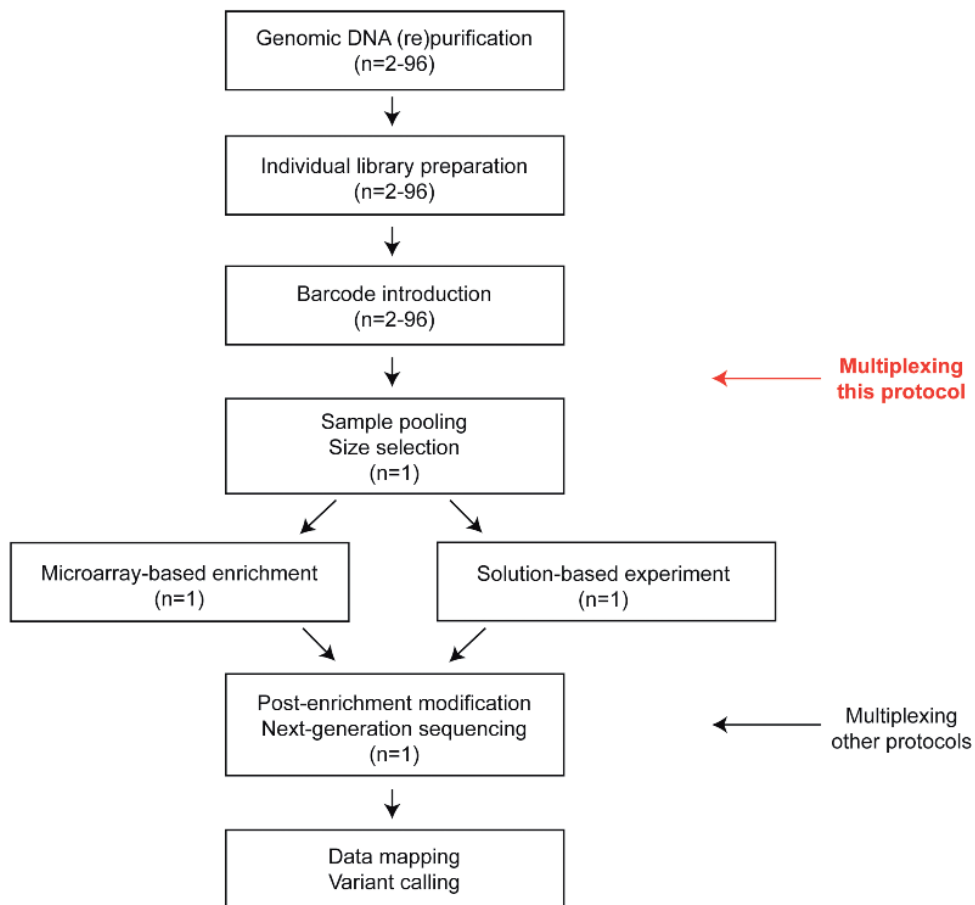 Genomic DNA (re)purification
(n=2-96)
Individual library preparation
(n=2-96)
Barcode introduction
(n=2-96)
Multiplexing
this protocol
Sample pooling
Size selection
(n=1)
Microarray-based enrichment
(n=1)
Solution-based experiment
(n=1)
Post-enrichment modification
Next-generation sequencing
(n=1)
Multiplexing
other protocols
Data mapping
Variant calling